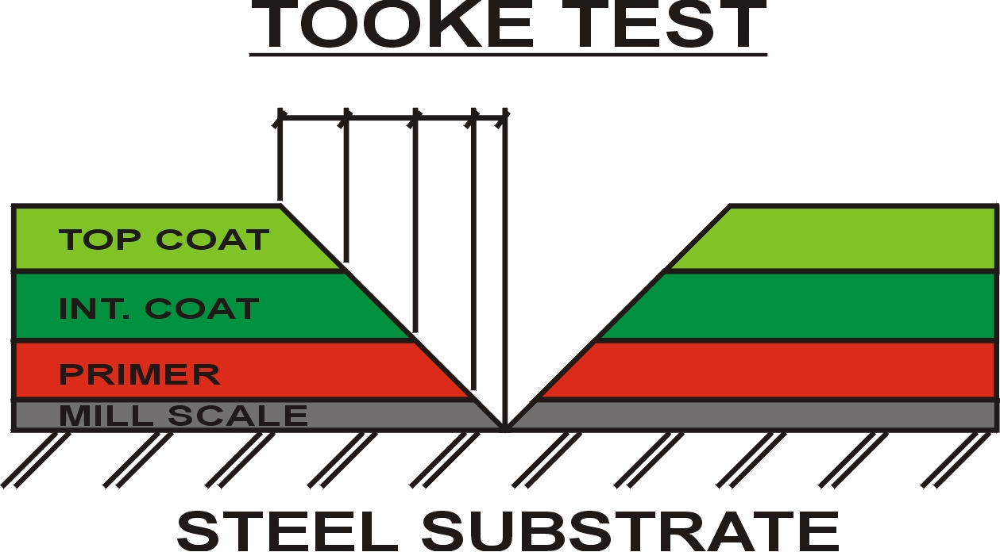 TOOKE TEST
TOP COAT
INT. COAT
PRIMER
MILL SCALE
STEEL SUBSTRATE